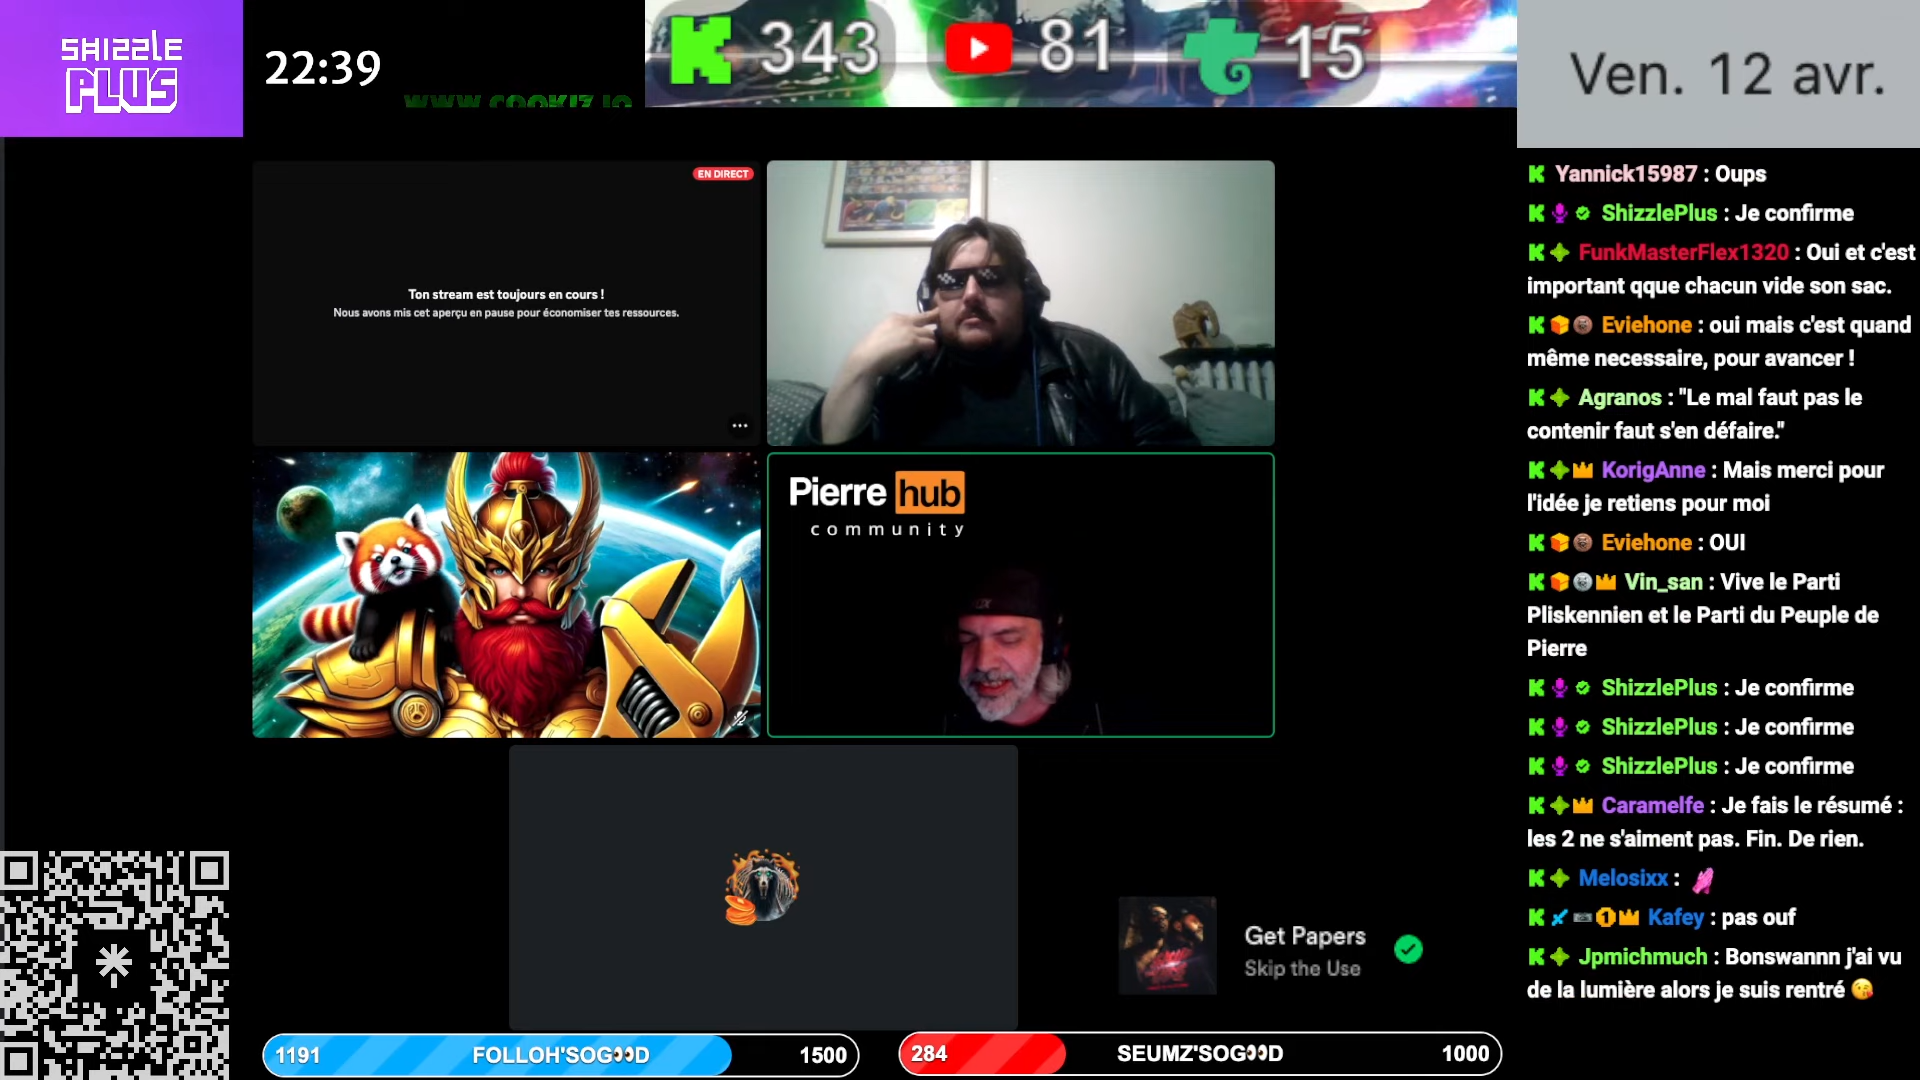 SHIZZLE
PLUS
22:39
WWW.COOKIZ.IO
343
81
15
Ven. 12 avr.
EN DIRECT
Ton stream est toujours en cours !
Nous avons mis cet aperçu en pause pour économiser tes ressources.
Pierre hub
community
Get Papers
Skip the Use
1191 FOLLOH'SOG👀D 1500
284 SEUMZ'SOG👀D 1000
Yannick15987 : Oups
ShizzlePlus : Je confirme
FunkMasterFlex1320 : Oui et c'est
important qque chacun vide son sac.
Eviehone : oui mais c'est quand
même necessaire, pour avancer !
Agranos : "Le mal faut pas le
contenir faut s'en défaire."
KorigAnne : Mais merci pour
l'idée je retiens pour moi
Eviehone : OUI
Vin_san : Vive le Parti
Pliskennien et le Parti du Peuple de
Pierre
ShizzlePlus : Je confirme
ShizzlePlus : Je confirme
ShizzlePlus : Je confirme
Caramelfe : Je fais le résumé :
les 2 ne s'aiment pas. Fin. De rien.
Melosixx :
Kafey : pas ouf
Jpmichmuch : Bonswannn j'ai vu
de la lumière alors je suis rentré 😘